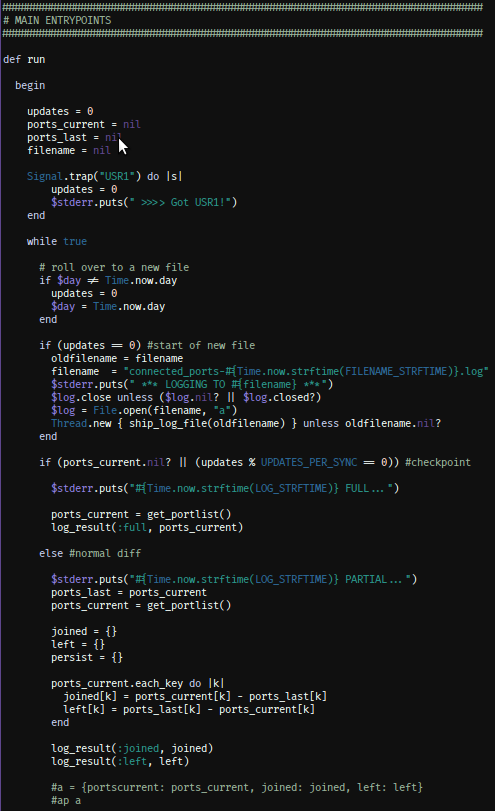 ################################################################################
# MAIN ENTRYPOINTS
################################################################################
def run
begin
updates = 0
ports_current = nil
ports_last = nil
filename = nil
Signal.trap("USR1") do |s|
updates = 0
$stderr.puts(" >>>> Got USR1!")
end
while true
# roll over to a new file
if $day != Time.now.day
updates = 0
$day = Time.now.day
end
if (updates == 0) #start of new file
oldfilename = filename
filename  = "connected_ports-#{Time.now.strftime(FILENAME_STRFTIME)}.log"
$stderr.puts(" *** LOGGING TO #{filename} ***")
$log.close unless ($log.nil? || $log.closed?)
$log = File.open(filename, "a")
Thread.new { ship_log_file(oldfilename) } unless oldfilename.nil?
end
if (ports_current.nil? || (updates % UPDATES_PER_SYNC == 0)) #checkpoint
$stderr.puts("#{Time.now.strftime(LOG_STRFTIME)} FULL...")
ports_current = get_portlist()
log_result(:full, ports_current)
else #normal diff
$stderr.puts("#{Time.now.strftime(LOG_STRFTIME)} PARTIAL...")
ports_last = ports_current
ports_current = get_portlist()
joined = {}
left = {}
persist = {}
ports_current.each_key do |k|
joined[k] = ports_current[k] - ports_last[k]
left[k] = ports_last[k] - ports_current[k]
end
log_result(:joined, joined)
log_result(:left, left)
#a = {portscurrent: ports_current, joined: joined, left: left}
#ap a